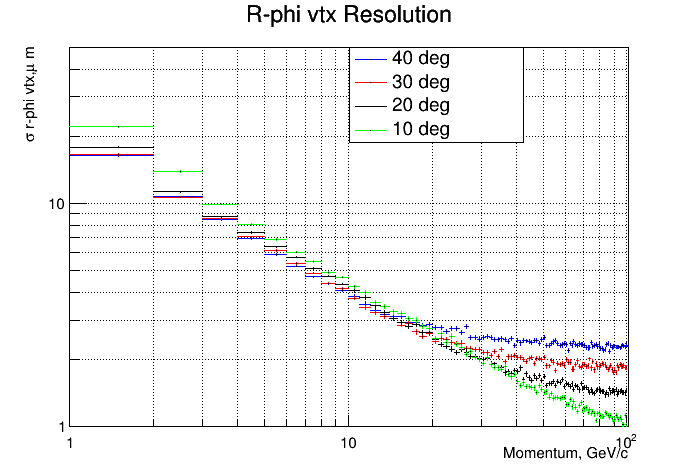 R-phi vtx Resolution
σ r-phi vtx,μ m
40 deg
30 deg
20 deg
10 deg
10
1
1
10
10²
Momentum, GeV/c